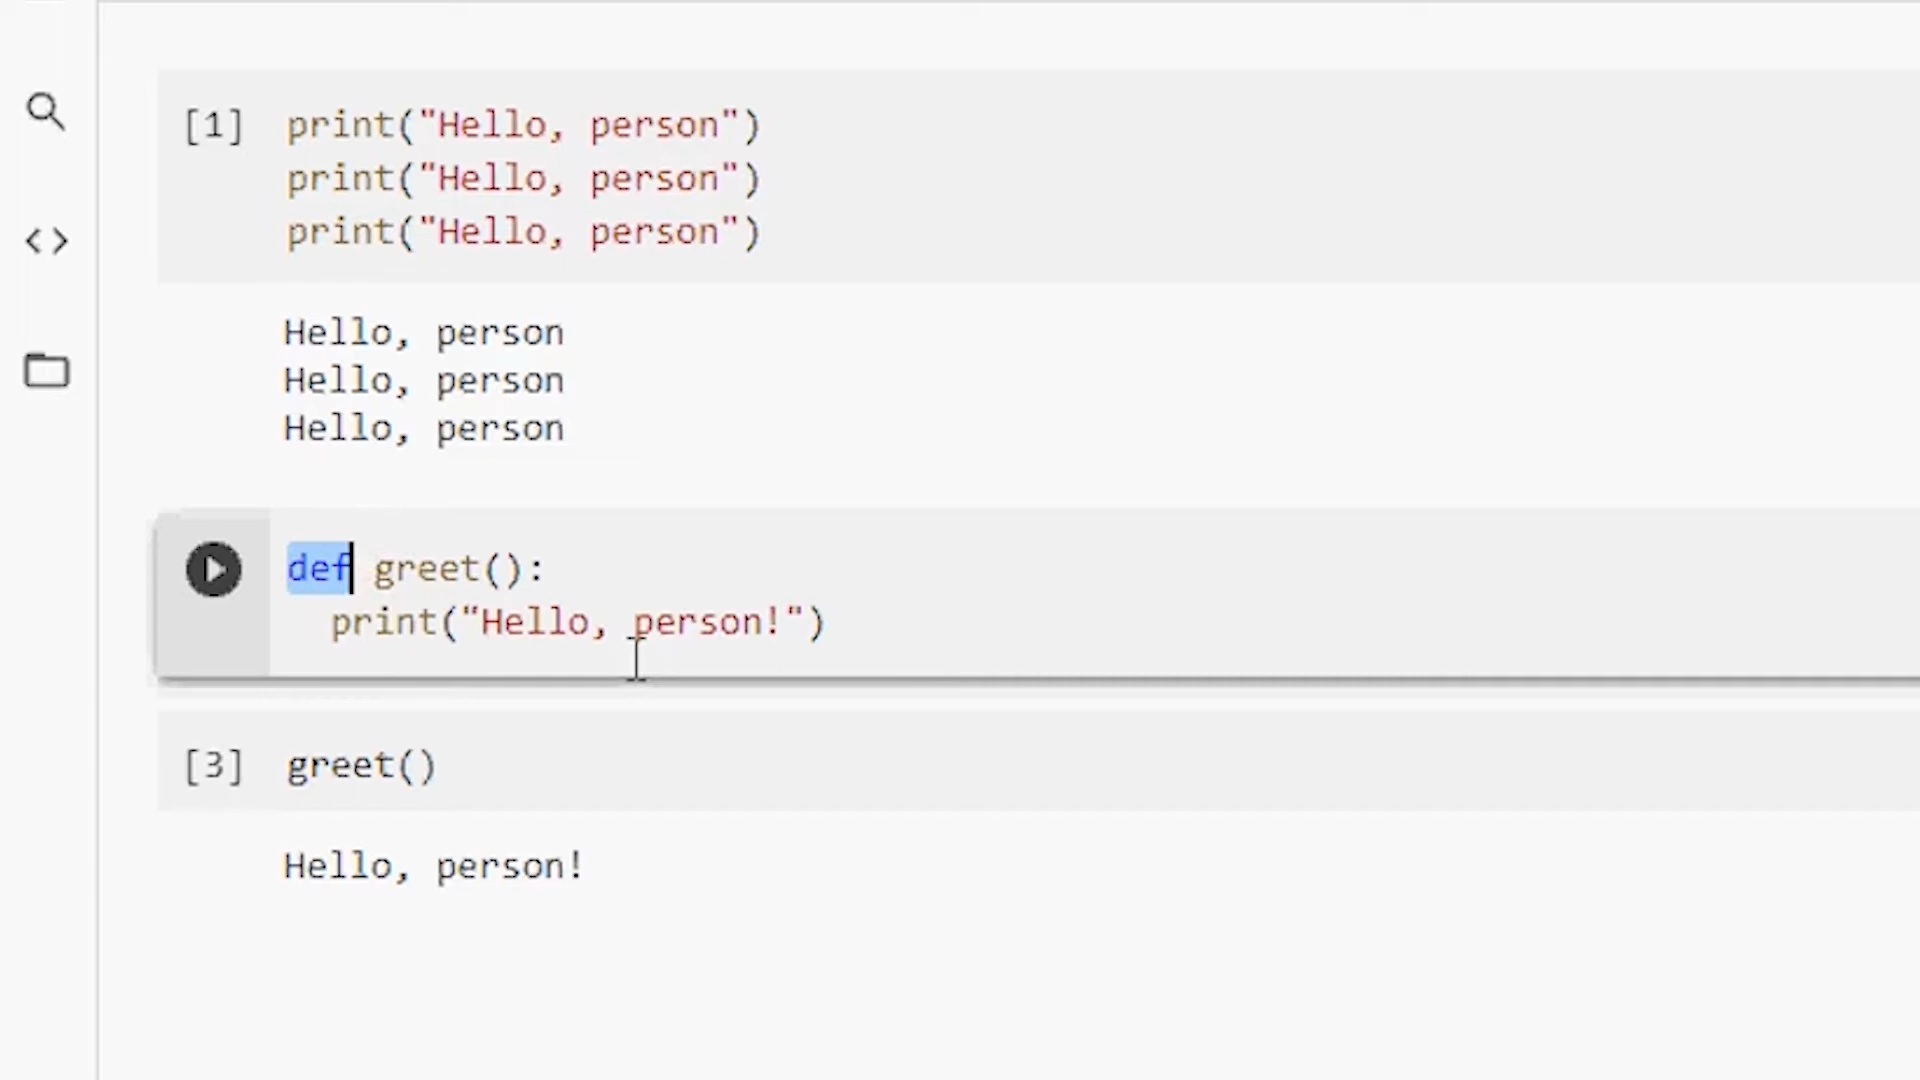 [1] print("Hello, person")
print("Hello, person")
print("Hello, person")
Hello, person
Hello, person
Hello, person
def greet():
  print("Hello, person!")
[3] greet()
Hello, person!